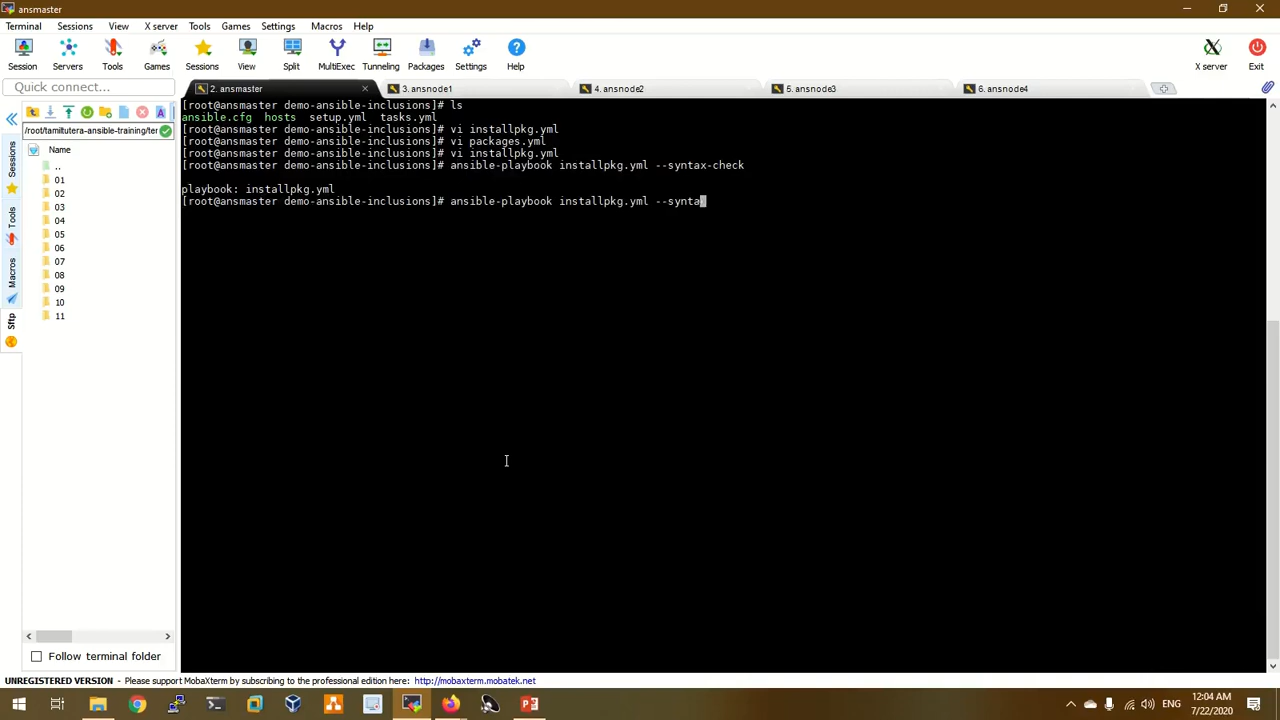 ansmaster
Terminal Sessions View X server Tools Games Settings Macros Help
Session Servers Tools Games Sessions View Split MultiExec Tunneling Packages Settings Help X server Exit
Quick connect...
2. ansmaster
3. ansnode1
4. ansnode2
5. ansnode3
6. ansnode4
/root/tamiltutera-ansible-training/ter
Name
..
01
02
03
04
05
06
07
08
09
10
11
Sessions
Tools
Macros
Sftp
[root@ansmaster demo-ansible-inclusions]# ls
ansible.cfg hosts setup.yml tasks.yml
[root@ansmaster demo-ansible-inclusions]# vi installpkg.yml
[root@ansmaster demo-ansible-inclusions]# vi packages.yml
[root@ansmaster demo-ansible-inclusions]# vi installpkg.yml
[root@ansmaster demo-ansible-inclusions]# ansible-playbook installpkg.yml --syntax-check
playbook: installpkg.yml
[root@ansmaster demo-ansible-inclusions]# ansible-playbook installpkg.yml --syntax
Follow terminal folder
UNREGISTERED VERSION - Please support MobaXterm by subscribing to the professional edition here: http://mobaxterm.mobatek.net
ENG
12:04 AM
7/22/2020